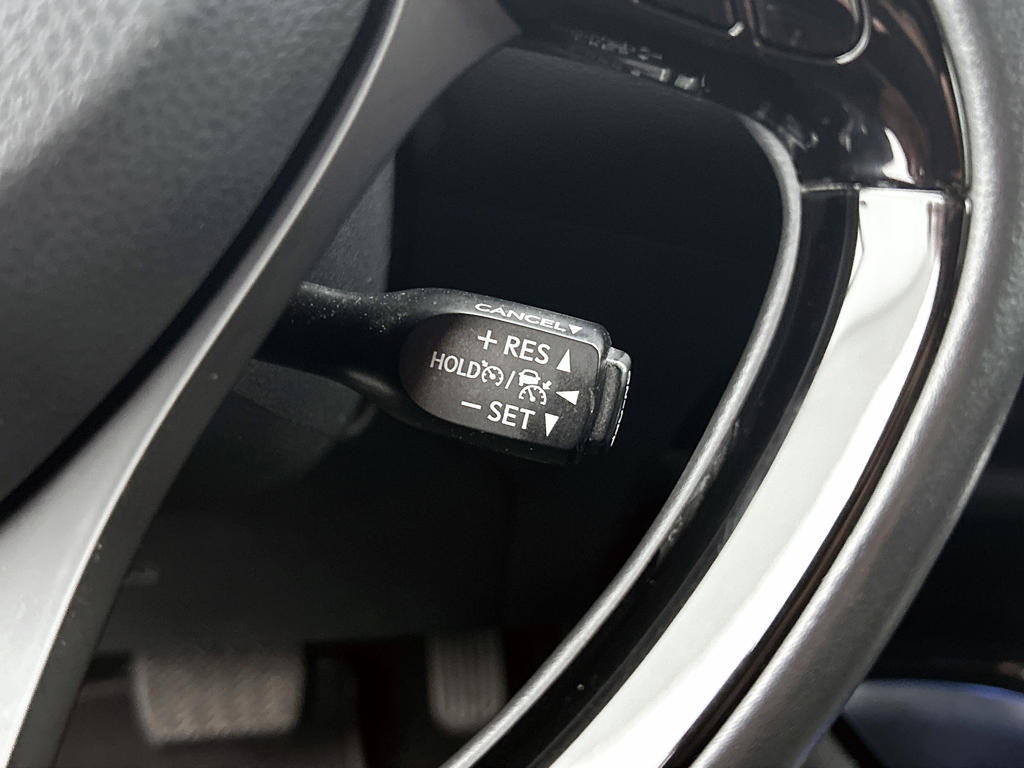 CANCEL▼
+ RES ▲
HOLD / ◀
− SET ▼